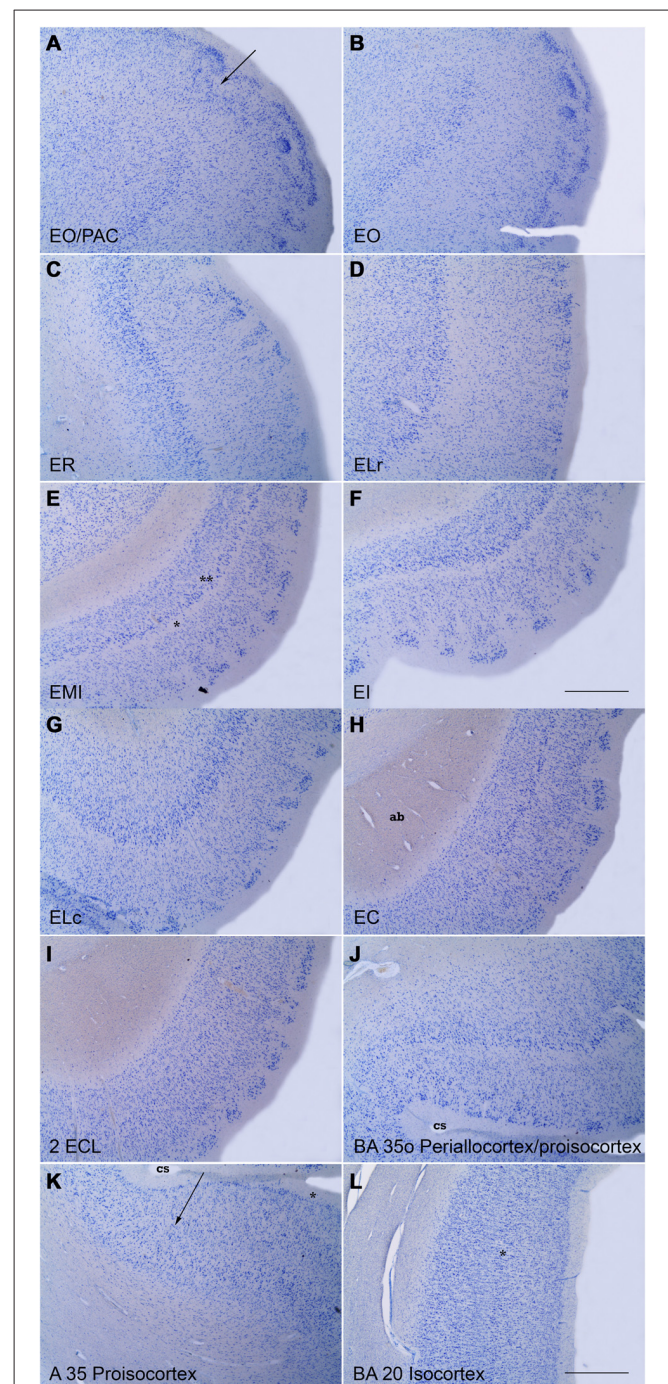 A
EO/PAC
B
EO
C
ER
D
ELr
E
**
*
EMI
F
EI
G
ELc
H
ab
EC
I
2 ECL
J
cs
BA 35o Periallocortex/proisocortex
K
cs
*
A 35 Proisocortex
L
*
BA 20 Isocortex